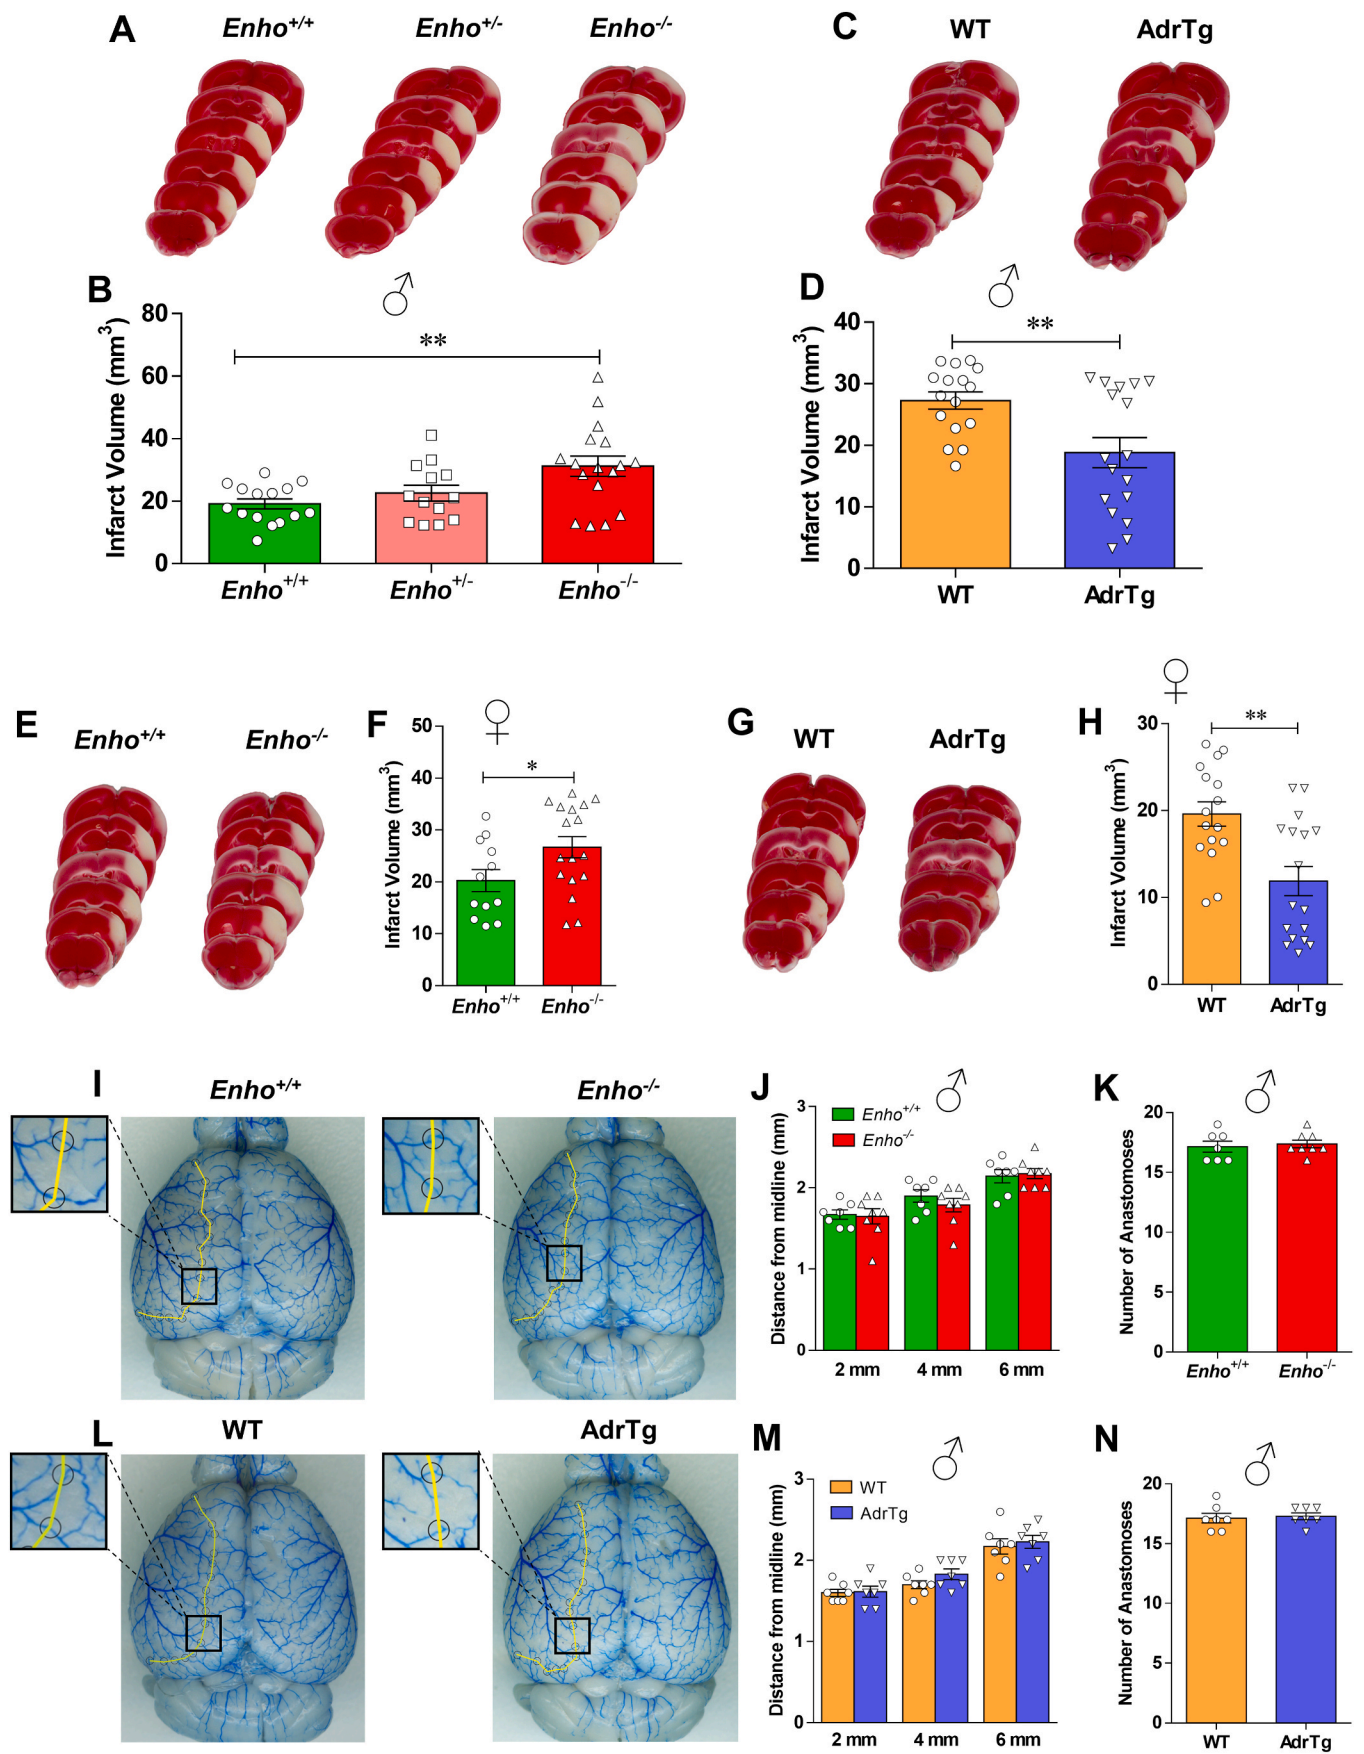 A
Enho+/+
Enho+/-
Enho-/-
C
WT
AdrTg
B
Infarct Volume (mm3)
80
60
40
20
0
**
Enho+/+
Enho+/-
Enho-/-
D
Infarct Volume (mm3)
40
30
20
10
0
**
WT
AdrTg
E
Enho+/+
Enho-/-
F
Infarct Volume (mm3)
50
40
30
20
10
0
*
Enho+/+
Enho-/-
G
WT
AdrTg
H
Infarct Volume (mm3)
30
20
10
0
**
WT
AdrTg
I
Enho+/+
Enho-/-
J
Distance from midline (mm)
3
2
1
0
Enho+/+
Enho-/-
2 mm
4 mm
6 mm
K
Number of Anastomoses
20
15
10
5
0
Enho+/+
Enho-/-
L
WT
AdrTg
M
Distance from midline (mm)
3
2
1
0
WT
AdrTg
2 mm
4 mm
6 mm
N
Number of Anastomoses
20
15
10
5
0
WT
AdrTg